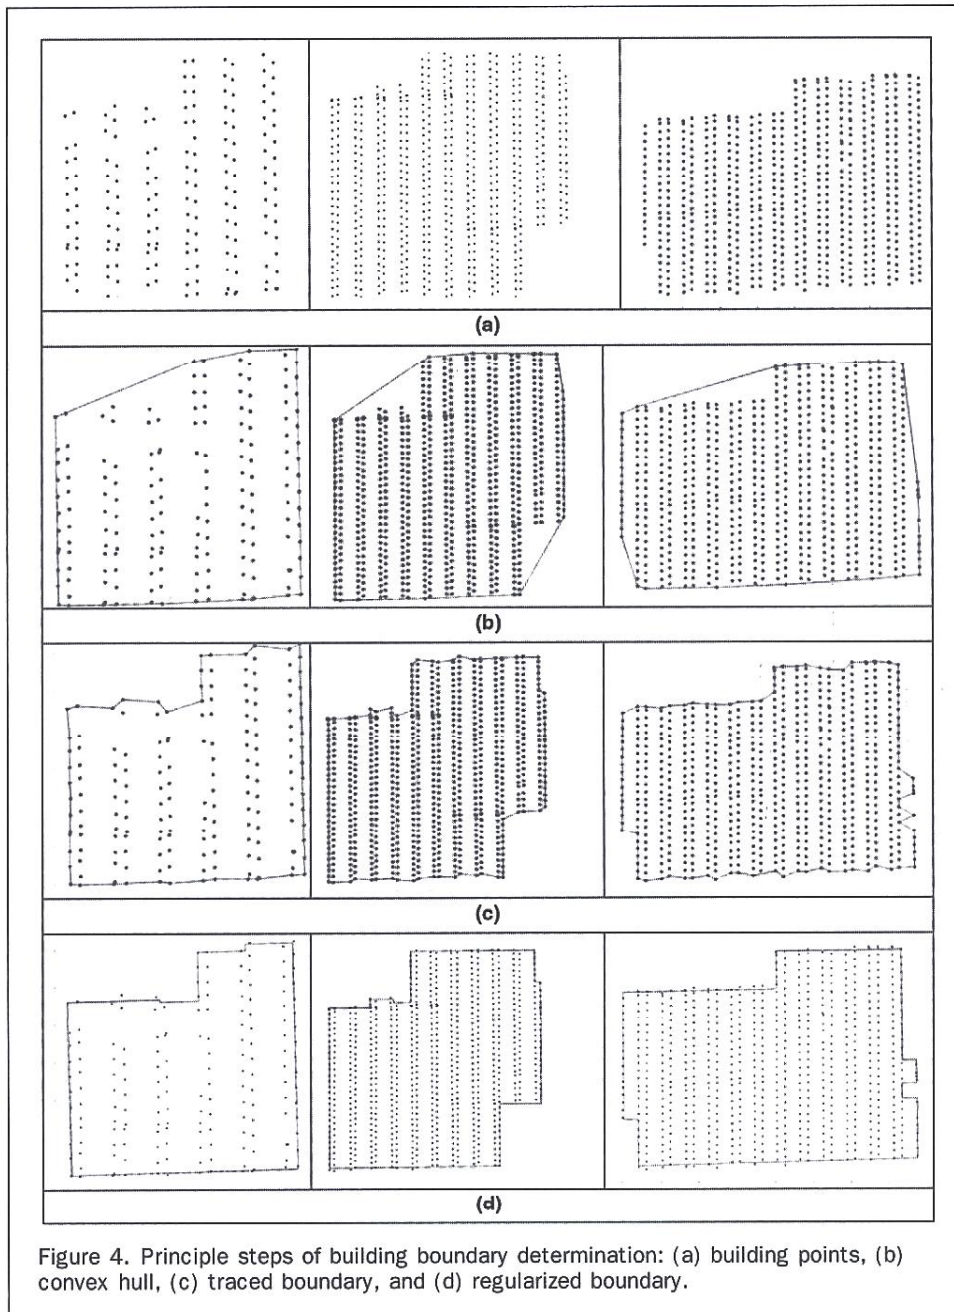 (a)
(b)
(c)
(d)
Figure 4. Principle steps of building boundary determination: (a) building points, (b)
convex hull, (c) traced boundary, and (d) regularized boundary.